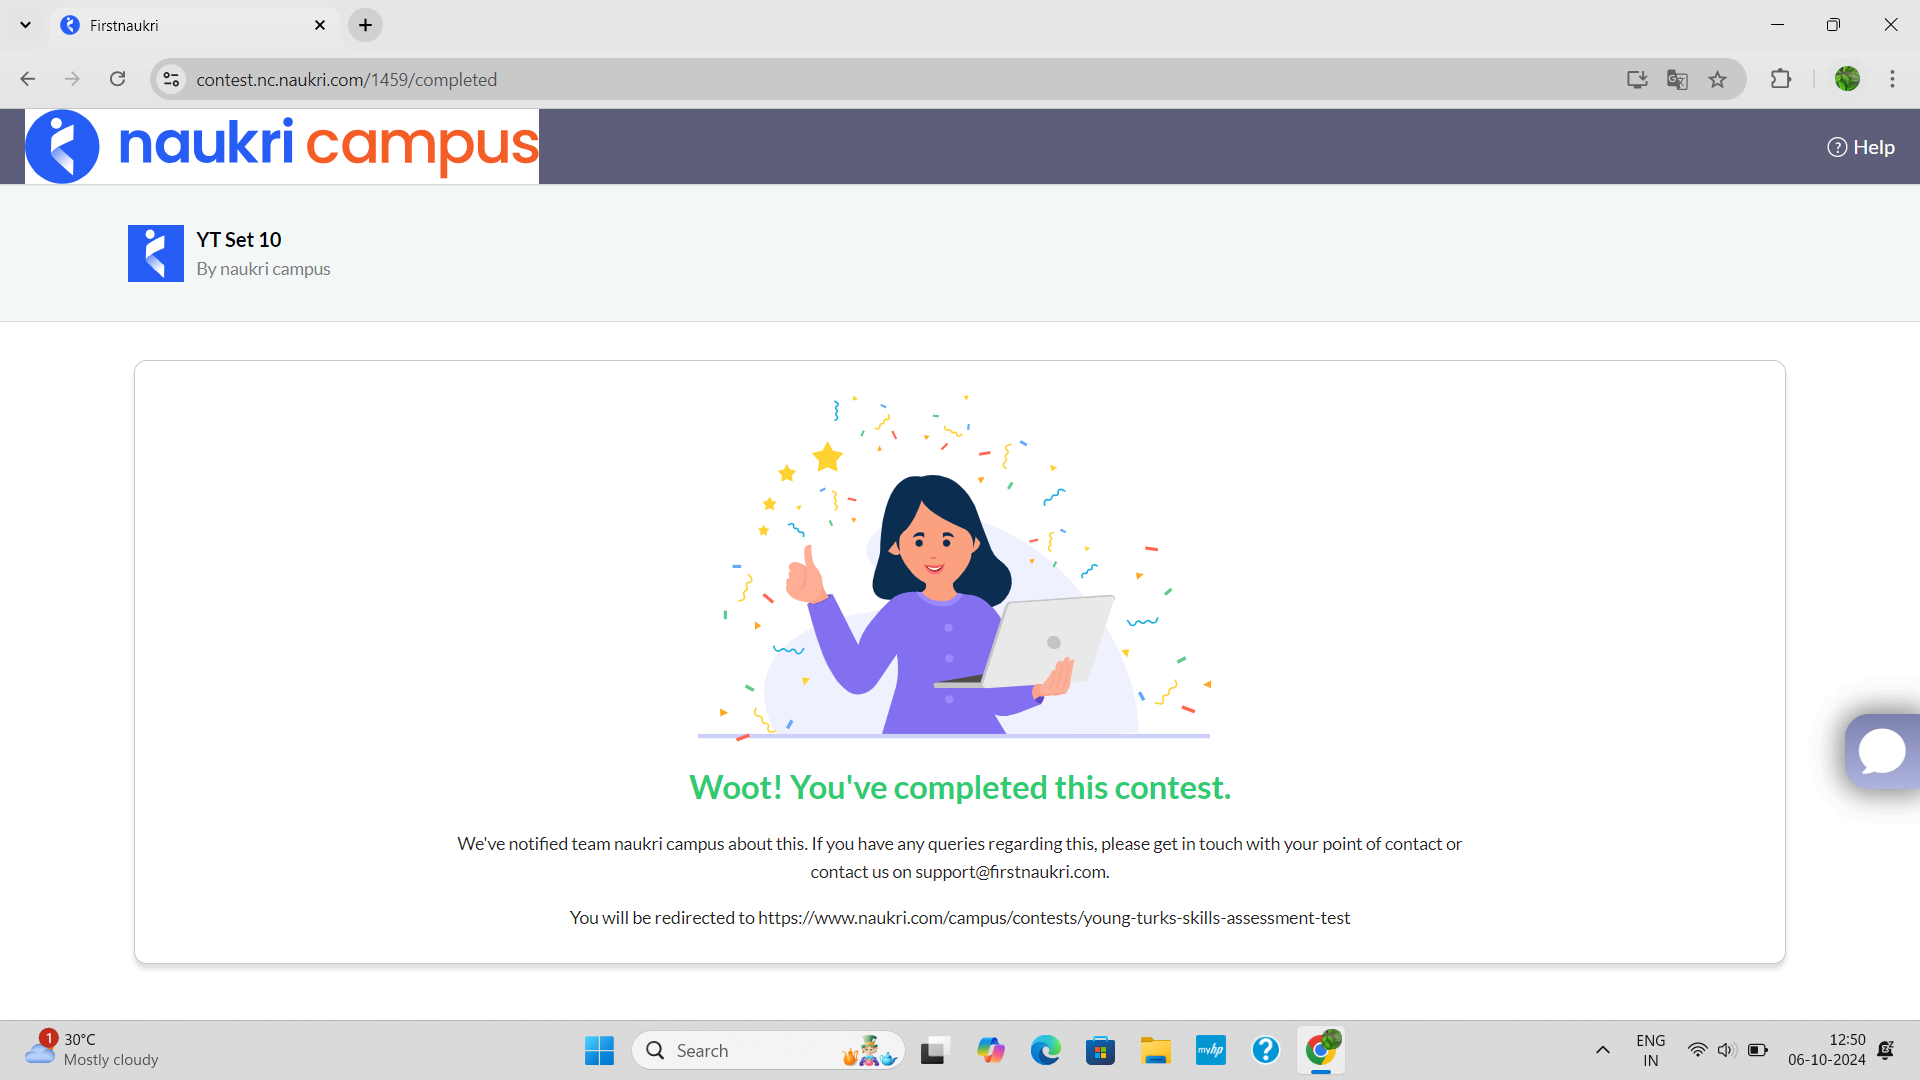 Firstnaukri
contest.nc.naukri.com/1459/completed
naukri campus
Help
YT Set 10
By naukri campus
Woot! You've completed this contest.
We've notified team naukri campus about this. If you have any queries regarding this, please get in touch with your point of contact or
contact us on support@firstnaukri.com.
You will be redirected to https://www.naukri.com/campus/contests/young-turks-skills-assessment-test
1
30°C
Mostly cloudy
Search
myhp
ENG
IN
12:50
06-10-2024